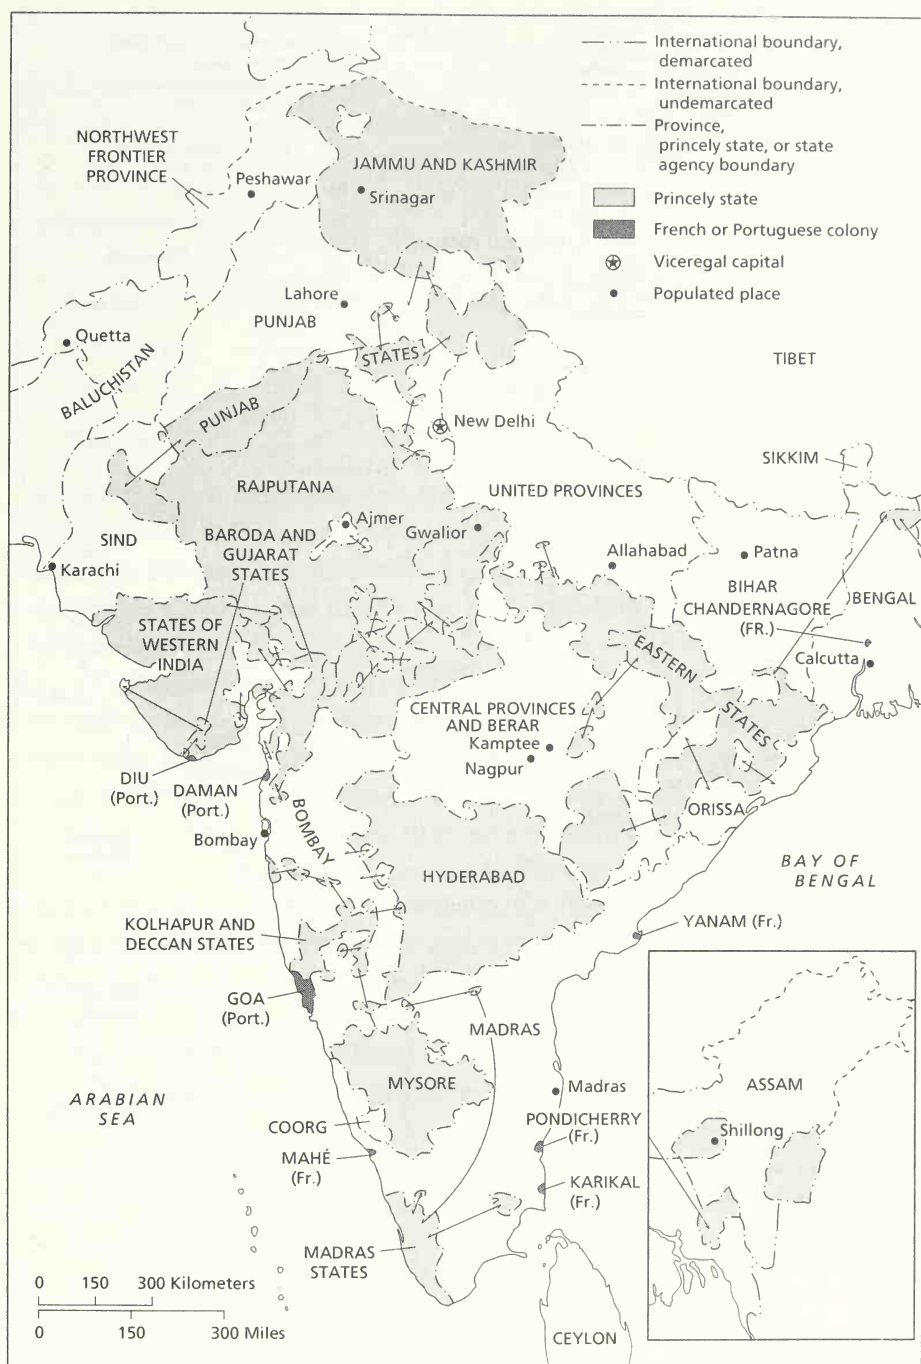 International boundary,
demarcated
International boundary,
undemarcated
Province,
princely state, or state
agency boundary
Princely state
French or Portuguese colony
Viceregal capital
Populated place
NORTHWEST
FRONTIER
PROVINCE
Peshawar
JAMMU AND KASHMIR
Srinagar
Lahore
PUNJAB
STATES
Quetta
BALUCHISTAN
TIBET
PUNJAB
New Delhi
SIKKIM
RAJPUTANA
UNITED PROVINCES
Ajmer
Gwalior
SIND
BARODA AND
GUJARAT
STATES
Karachi
Allahabad
Patna
BIHAR
BENGAL
CHANDERNAGORE
(FR.)
STATES OF
WESTERN
INDIA
Calcutta
EASTERN
STATES
CENTRAL PROVINCES
AND BERAR
Kamptee
Nagpur
DIU
(Port.)
DAMAN
(Port.)
ORISSA
Bombay
BOMBAY
HYDERABAD
BAY OF
BENGAL
KOLHAPUR AND
DECCAN STATES
YANAM (Fr.)
GOA
(Port.)
MADRAS
MYSORE
Madras
ARABIAN
SEA
ASSAM
Shillong
COORG
PONDICHERRY
(Fr.)
MAHÉ
(Fr.)
KARIKAL
(Fr.)
MADRAS
STATES
0 150 300 Kilometers
0 150 300 Miles
CEYLON